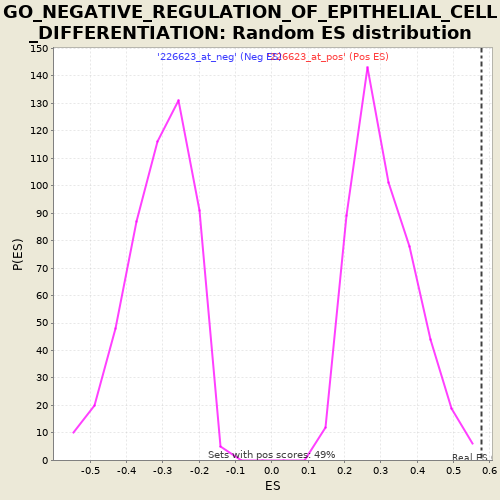 GO_NEGATIVE_REGULATION_OF_EPITHELIAL_CELL
_DIFFERENTIATION: Random ES distribution
'226623_at_neg' (Neg ES)
'226623_at_pos' (Pos ES)
150
140
130
120
110
100
90
80
70
60
50
40
30
20
10
0
P(ES)
Sets with pos scores: 49%
Real ES
-0.5 -0.4 -0.3 -0.2 -0.1 0.0 0.1 0.2 0.3 0.4 0.5 0.6
ES